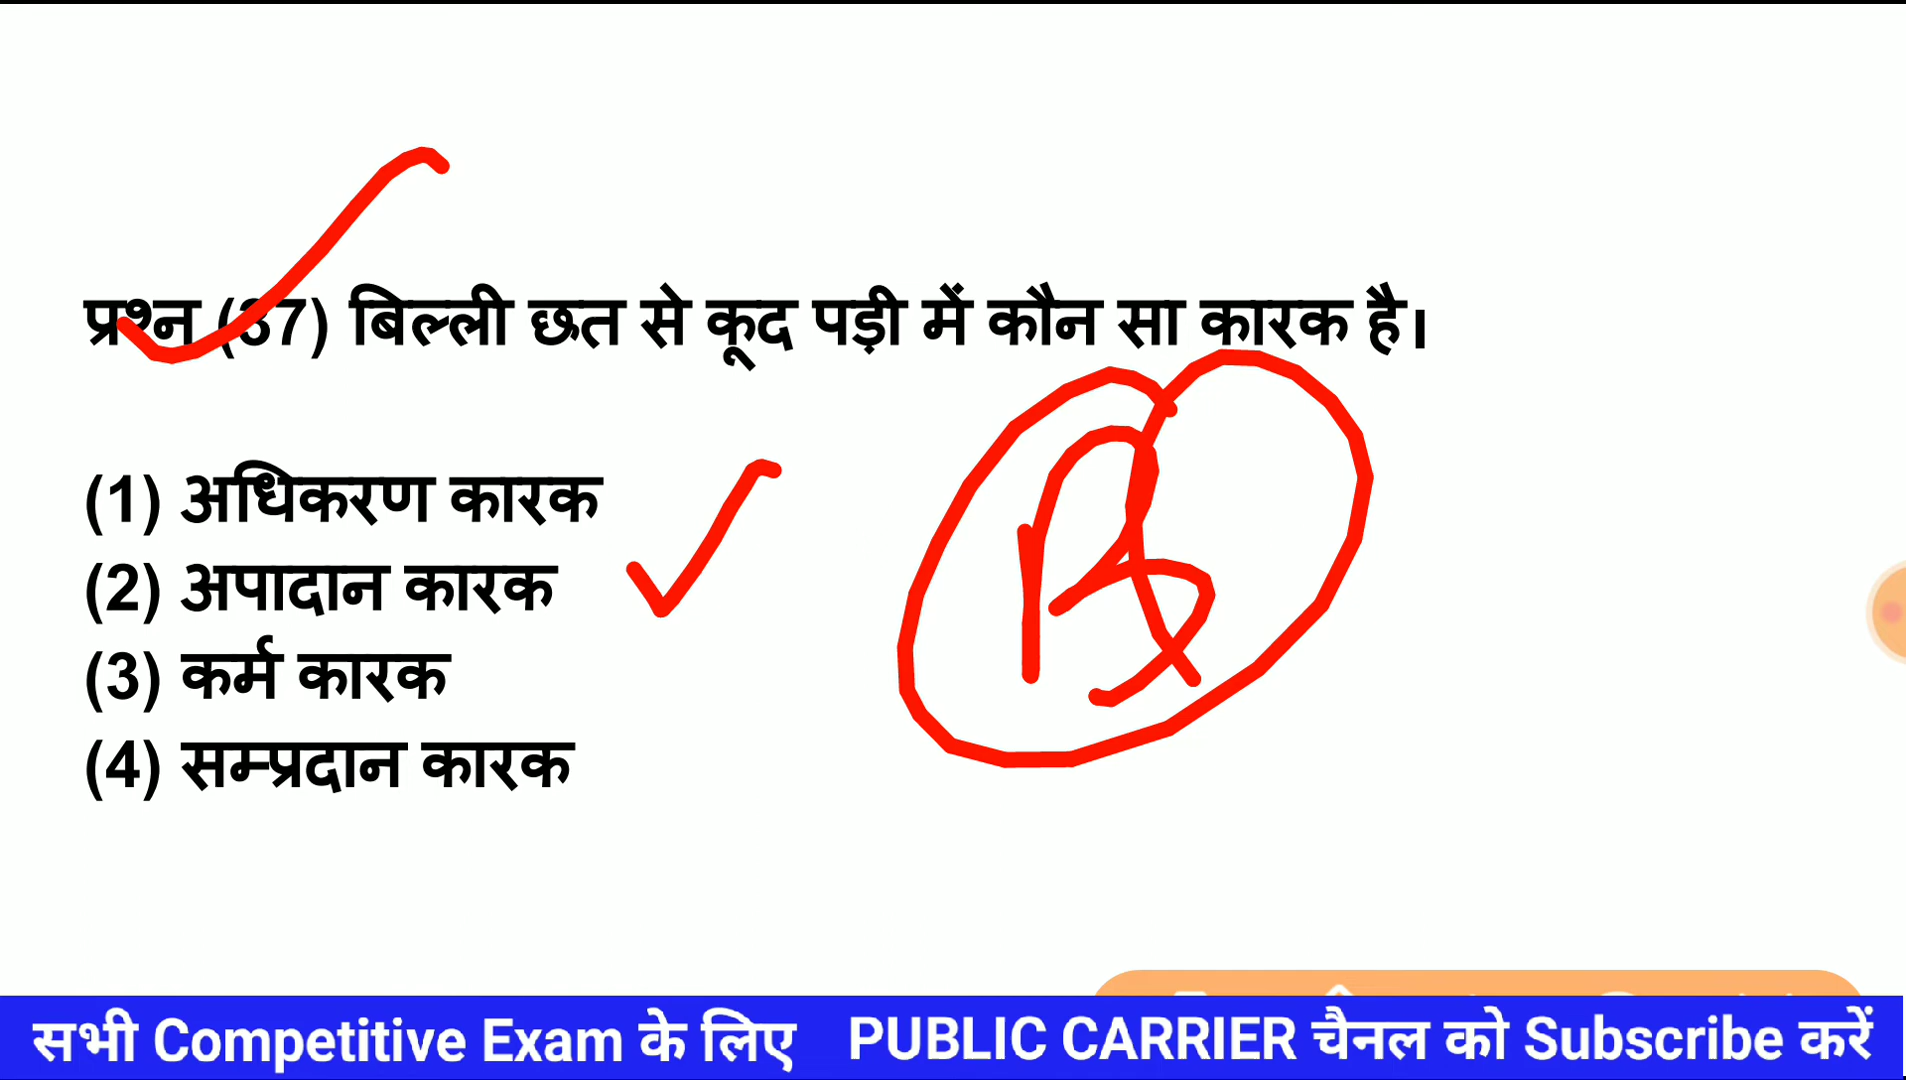 प्रश्न (37) बिल्ली छत से कूद पड़ी में कौन सा कारक है।
(1) अधिकरण कारक
(2) अपादान कारक
(3) कर्म कारक
(4) सम्प्रदान कारक
सभी Competitive Exam के लिए PUBLIC CARRIER चैनल को Subscribe करें